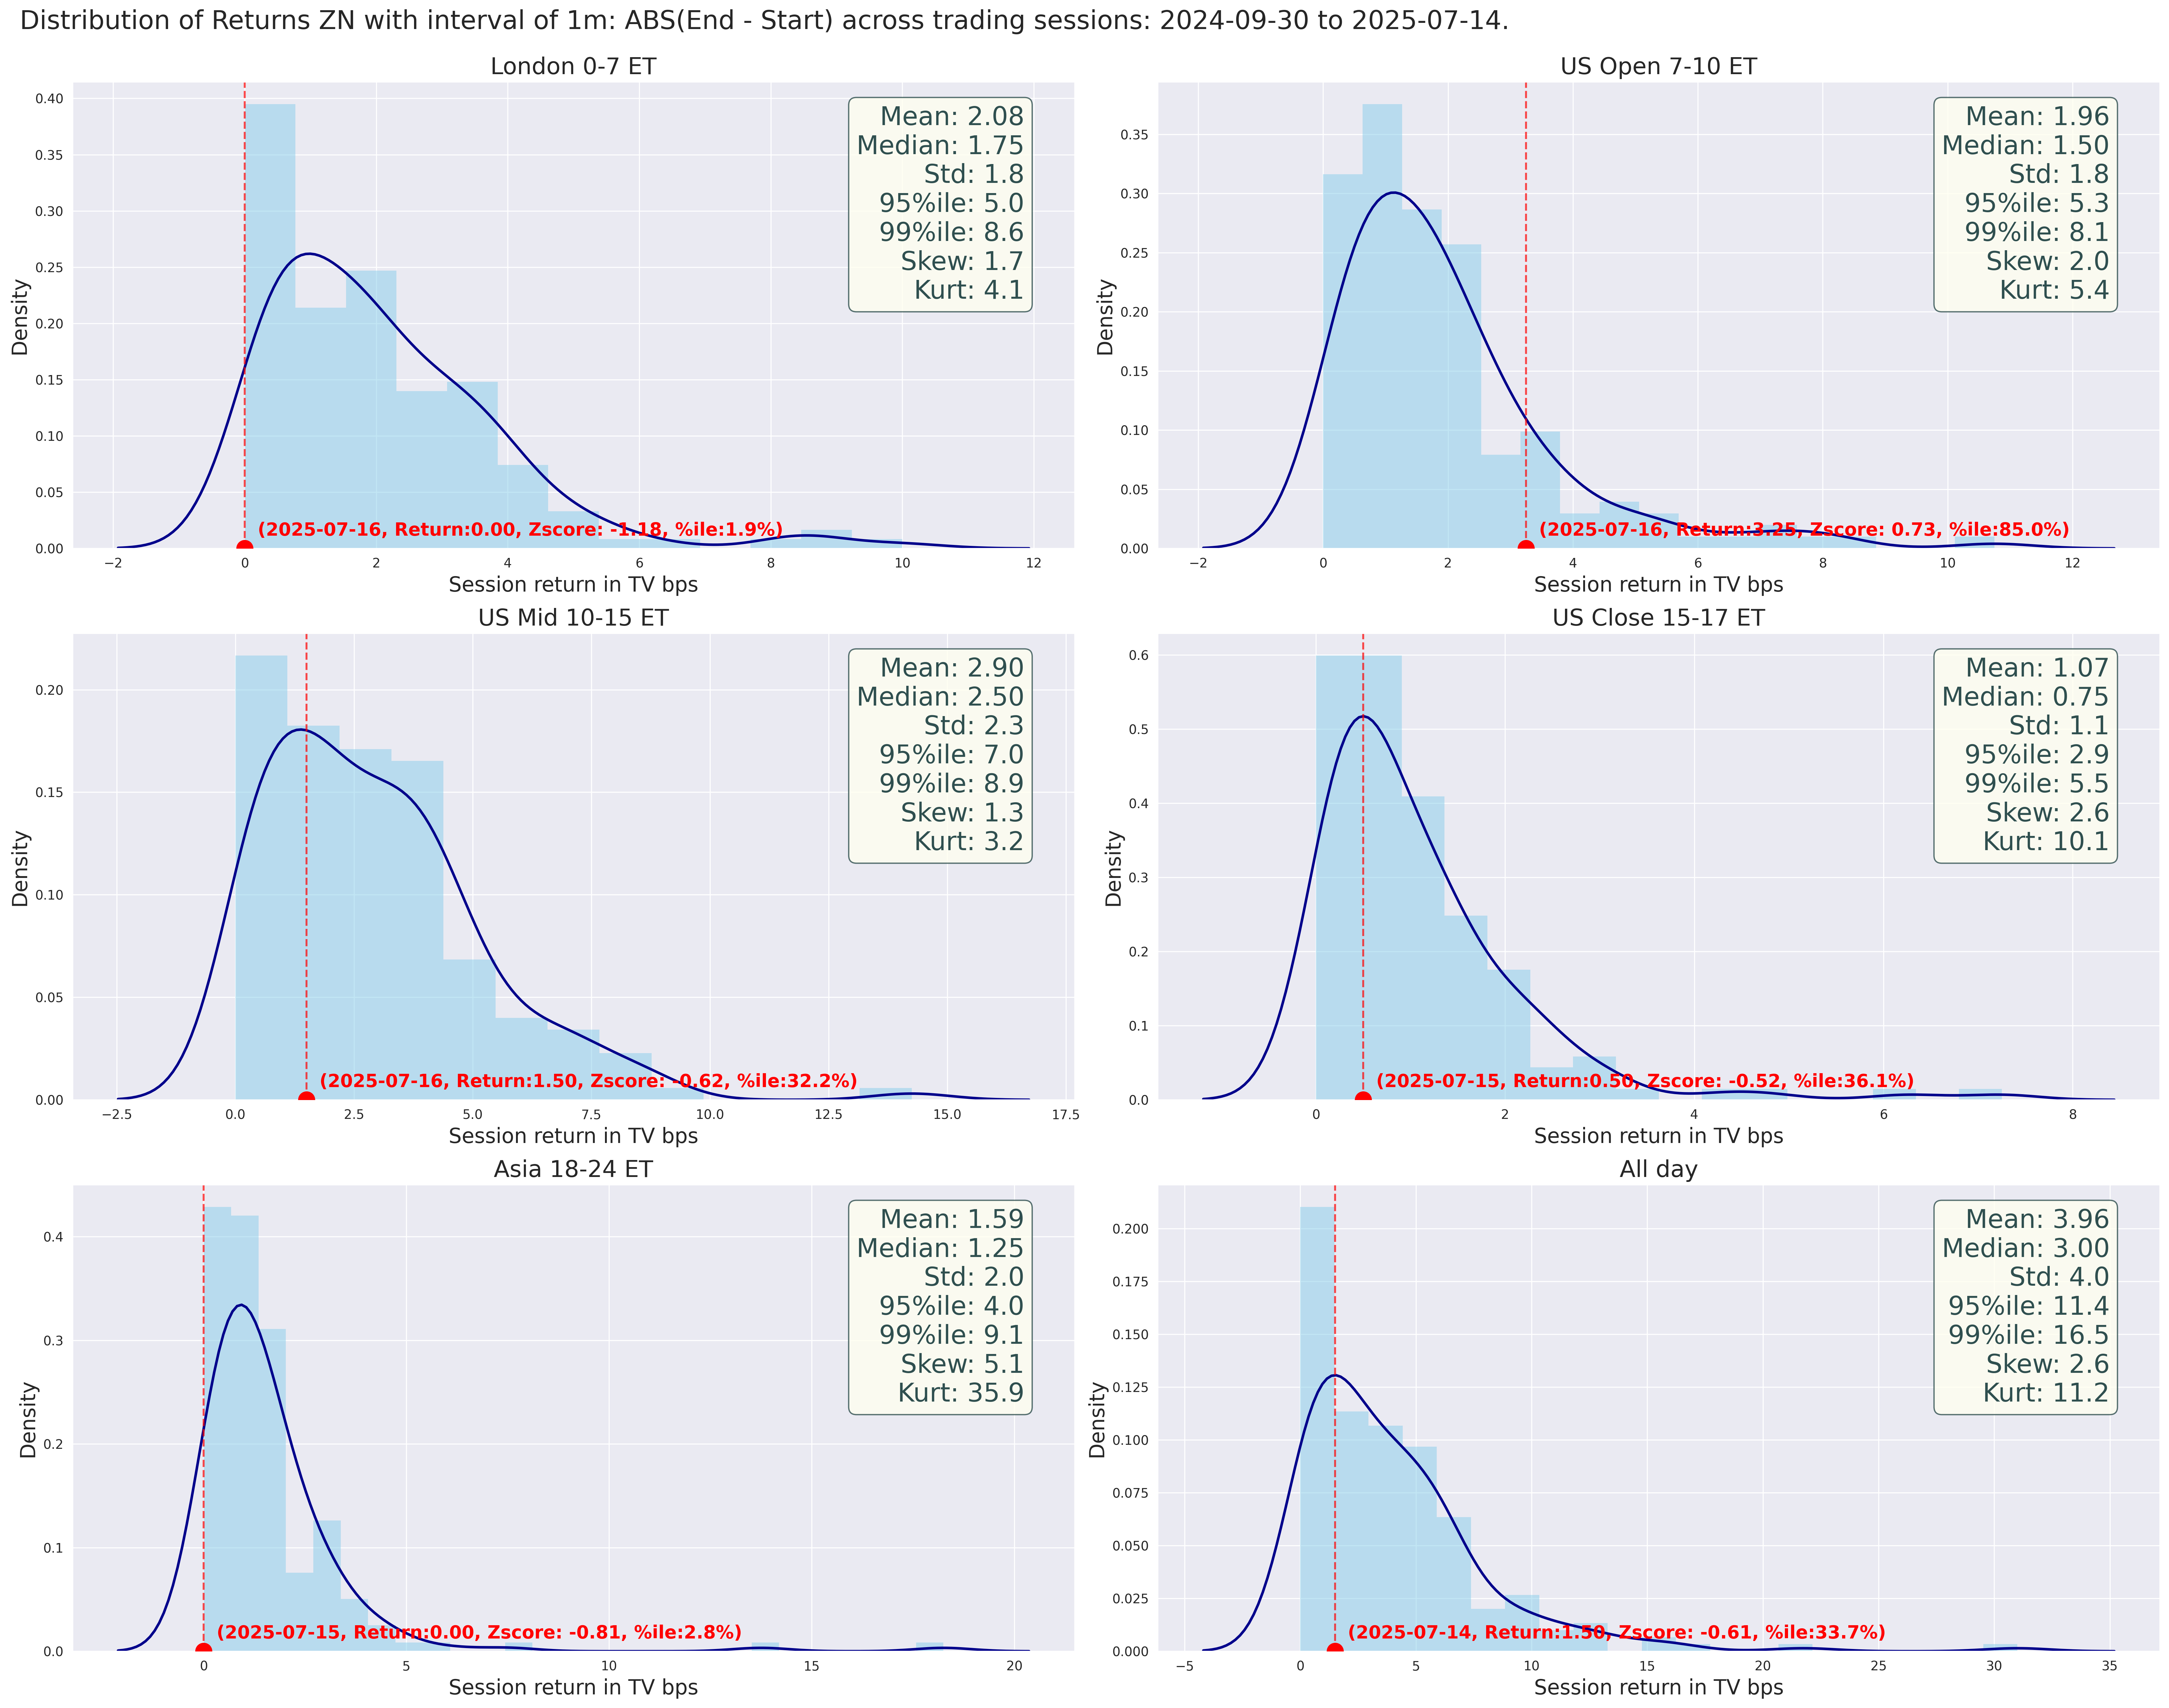 Distribution of Returns ZN with interval of 1m: ABS(End - Start) across trading sessions: 2024-09-30 to 2025-07-14.
London 0-7 ET
Density
0.40
0.35
0.30
0.25
0.20
0.15
0.10
0.05
0.00
Mean: 2.08
Median: 1.75
Std: 1.8
95%ile: 5.0
99%ile: 8.6
Skew: 1.7
Kurt: 4.1
(2025-07-16, Return:0.00, Zscore: -1.18, %ile:1.9%)
−2 0 2 4 6 8 10 12
Session return in TV bps
US Open 7-10 ET
Density
0.35
0.30
0.25
0.20
0.15
0.10
0.05
0.00
Mean: 1.96
Median: 1.50
Std: 1.8
95%ile: 5.3
99%ile: 8.1
Skew: 2.0
Kurt: 5.4
(2025-07-16, Return:3.25, Zscore: 0.73, %ile:85.0%)
−2 0 2 4 6 8 10 12
Session return in TV bps
US Mid 10-15 ET
Density
0.20
0.15
0.10
0.05
0.00
Mean: 2.90
Median: 2.50
Std: 2.3
95%ile: 7.0
99%ile: 8.9
Skew: 1.3
Kurt: 3.2
(2025-07-16, Return:1.50, Zscore: -0.62, %ile:32.2%)
−2.5 0.0 2.5 5.0 7.5 10.0 12.5 15.0 17.5
Session return in TV bps
US Close 15-17 ET
Density
0.6
0.5
0.4
0.3
0.2
0.1
0.0
Mean: 1.07
Median: 0.75
Std: 1.1
95%ile: 2.9
99%ile: 5.5
Skew: 2.6
Kurt: 10.1
(2025-07-15, Return:0.50, Zscore: -0.52, %ile:36.1%)
0 2 4 6 8
Session return in TV bps
Asia 18-24 ET
Density
0.4
0.3
0.2
0.1
0.0
Mean: 1.59
Median: 1.25
Std: 2.0
95%ile: 4.0
99%ile: 9.1
Skew: 5.1
Kurt: 35.9
(2025-07-15, Return:0.00, Zscore: -0.81, %ile:2.8%)
0 5 10 15 20
Session return in TV bps
All day
Density
0.200
0.175
0.150
0.125
0.100
0.075
0.050
0.025
0.000
Mean: 3.96
Median: 3.00
Std: 4.0
95%ile: 11.4
99%ile: 16.5
Skew: 2.6
Kurt: 11.2
(2025-07-14, Return:1.50, Zscore: -0.61, %ile:33.7%)
−5 0 5 10 15 20 25 30 35
Session return in TV bps